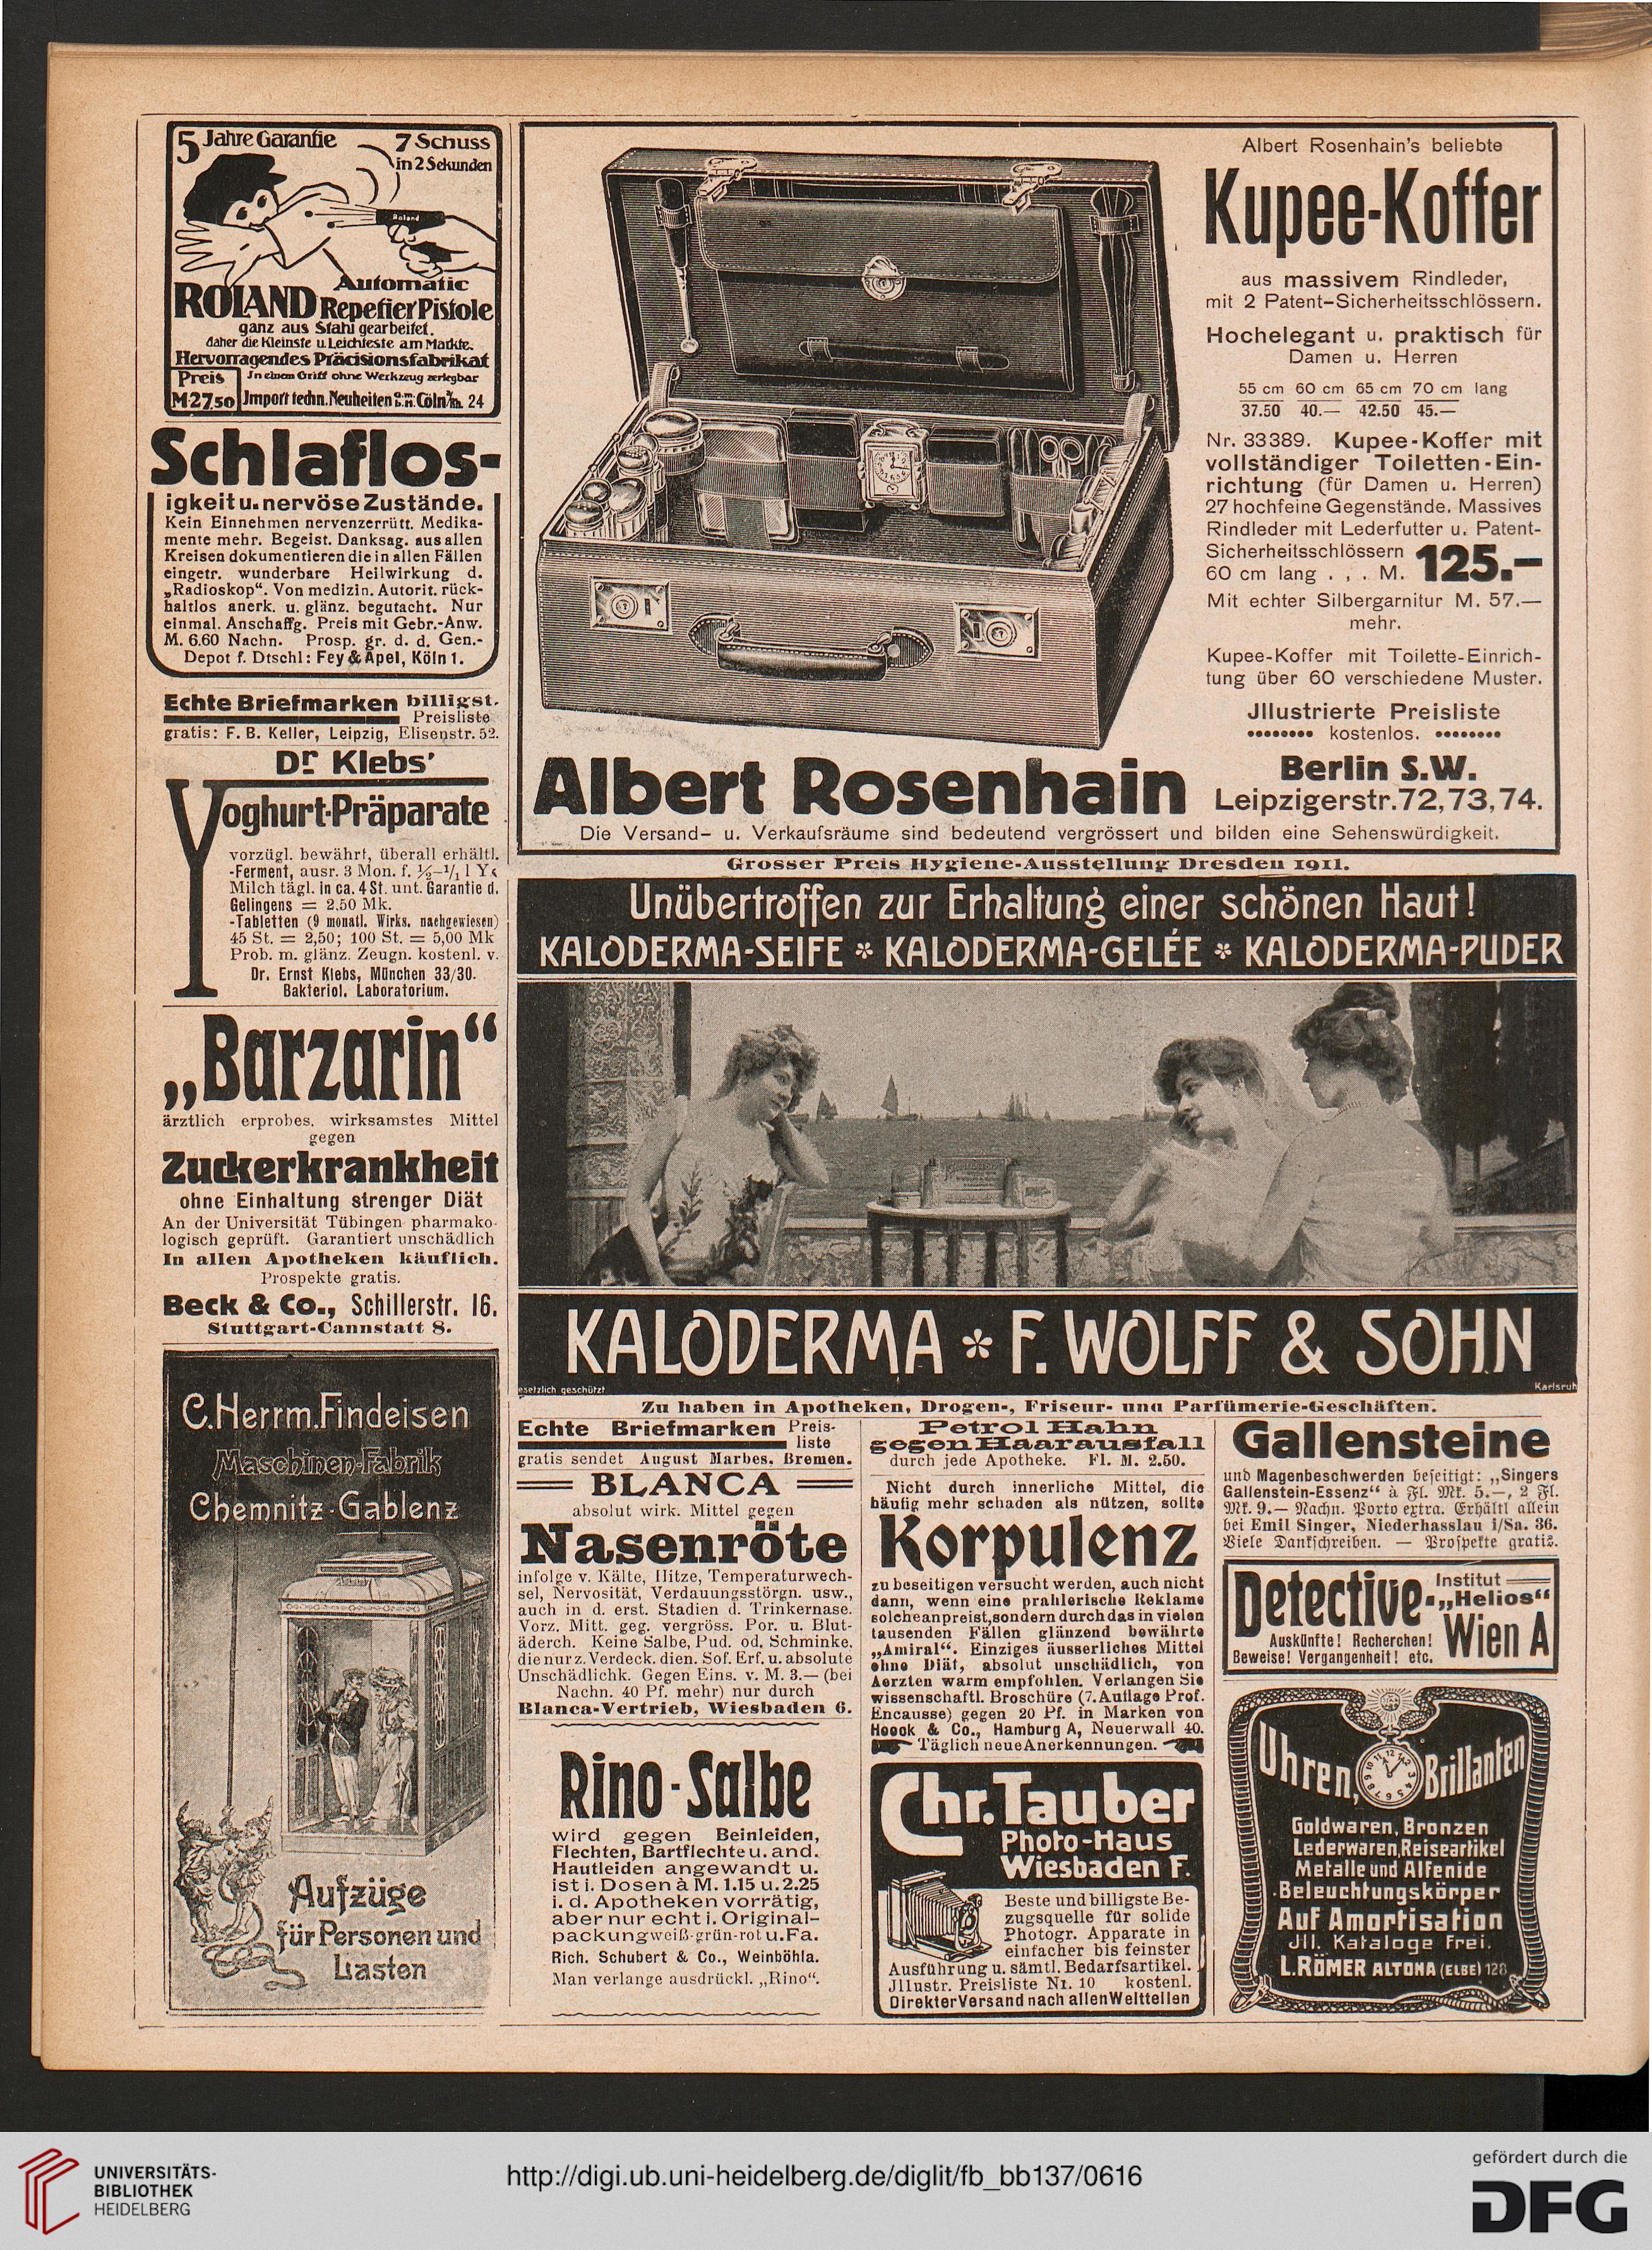 5 Jahre Garantie
7 Schuss
in 2 Sekunden
Roland
Automatic
ROLAND Repetier Pistole
ganz aus Stahl gearbeitet.
daher die Kleinste u. Leichteste am Markte.
Hervorragendes Präcisionsfabrikat
Preis
M 27.50
In einem Griff ohne Werkzeug zerlegbar
Import techn. Neuheiten G.m.b.H. Cöln a/Rh. 24
Schlaflos-
igkeit u. nervöse Zustände.
Kein Einnehmen nervenzerrütt. Medika-
mente mehr. Begeist. Danksag. aus allen
Kreisen dokumentieren die in allen Fällen
eingetr. wunderbare Heilwirkung d.
„Radioskop“. Von medizin. Autorit. rück-
haltlos anerk. u. glänz. begutacht. Nur
einmal. Anschaffg. Preis mit Gebr.-Anw.
M. 6.60 Nachn. Prosp. gr. d. d. Gen.-
Depot f. Dtschl: Fey & Apel, Köln 1.
Echte Briefmarken billigst.
Preisliste
gratis: F. B. Keller, Leipzig, Elisenstr. 52.
Dr. Klebs'
Yoghurt-Präparate
vorzügl. bewährt, überall erhältl.
-Ferment, ausr. 3 Mon. f. ½–1/1 l Y.
Milch tägl. in ca. 4 St. unt. Garantie d.
Gelingens = 2.50 Mk.
-Tabletten (9 monatl. Wirks. nachgewiesen)
45 St. = 2,50; 100 St. = 5,00 Mk
Prob. m. glänz. Zeugn. kostenl. v.
Dr. Ernst Klebs, München 33/30.
Bakteriol. Laboratorium.
„Barzarin“
ärztlich erprobes. wirksamstes Mittel
gegen
Zuckerkrankheit
ohne Einhaltung strenger Diät
An der Universität Tübingen pharmako-
logisch geprüft. Garantiert unschädlich
In allen Apotheken käuflich.
Prospekte gratis.
Beck & Co., Schillerstr. 16.
Stuttgart-Cannstatt 8.
C. Herrm. Findeisen
Maschinen-Fabrik
Chemnitz-Gablenz
Aufzüge
für Personen und
Lasten
Albert Rosenhain's beliebte
Kupee-Koffer
aus massivem Rindleder,
mit 2 Patent-Sicherheitsschlössern.
Hochelegant u. praktisch für
Damen u. Herren
55 cm 60 cm 65 cm 70 cm lang
37.50 40.— 42.50 45.—
Nr. 33389. Kupee-Koffer mit
vollständiger Toiletten-Ein-
richtung (für Damen u. Herren)
27 hochfeine Gegenstände. Massives
Rindleder mit Lederfutter u. Patent-
Sicherheitsschlössern
60 cm lang . . . M. 125.—
Mit echter Silbergarnitur M. 57.—
mehr.
Kupee-Koffer mit Toilette-Einrich-
tung über 60 verschiedene Muster.
Jllustrierte Preisliste
kostenlos.
Albert Rosenhain
Berlin S.W.
Leipzigerstr. 72, 73, 74.
Die Versand- u. Verkaufsräume sind bedeutend vergrössert und bilden eine Sehenswürdigkeit.
Grosser Preis Hygiene-Ausstellung Dresden 1911.
Unübertroffen zur Erhaltung einer schönen Haut!
KALODERMA-SEIFE * KALODERMA-GELÉE * KALODERMA-PUDER
KALODERMA * F. WOLFF & SOHN
esetzlich geschützt
Karlsruh
Zu haben in Apotheken, Drogen-, Friseur- und Parfümerie-Geschäften.
Echte Briefmarken Preis-
liste
gratis sendet August Marbes, Bremen.
BLANCA
absolut wirk. Mittel gegen
Nasenröte
infolge v. Kälte, Hitze, Temperaturwech-
sel, Nervosität, Verdauungsstörgn. usw.,
auch in d. erst. Stadien d. Trinkernase.
Vorz. Mitt. geg. vergröss. Por. u. Blut-
äderch. Keine Salbe, Pud. od. Schminke,
die nur z. Verdeck. dien. Sof. Erf. u. absolute
Unschädlichk. Gegen Eins. v. M. 3.— (bei
Nachn. 40 Pf. mehr) nur durch
Blanca-Vertrieb, Wiesbaden 6.
Rino-Salbe
wird gegen Beinleiden,
Flechten, Bartflechte u. and.
Hautleiden angewandt u.
ist i. Dosen à M. 1.15 u. 2.25
i. d. Apotheken vorrätig,
aber nur echt i. Original-
packung weiß-grün-rot u. Fa.
Rich. Schubert & Co., Weinböhla.
Man verlange ausdrückl. „Rino“.
Petrol Hahn
gegen Haarausfall
durch jede Apotheke. Fl. M. 2.50.
Nicht durch innerliche Mittel, die
häufig mehr schaden als nützen, sollte
Korpulenz
zu beseitigen versucht werden, auch nicht
dann, wenn eine prahlerische Reklame
solche anpreist, sondern durch das in vielen
tausenden Fällen glänzend bewährte
„Amiral“. Einziges äusserliches Mittel
ohne Diät, absolut unschädlich, von
Aerzten warm empfohlen. Verlangen Sie
wissenschaftl. Broschüre (7. Auflage Prof.
Encausse) gegen 20 Pf. in Marken von
Hoock & Co., Hamburg A, Neuerwall 40.
Täglich neue Anerkennungen.
Chr. Tauber
Photo-Haus
Wiesbaden F.
Beste und billigste Be-
zugsquelle für solide
Photogr. Apparate in
einfacher bis feinster
Ausführung u. sämtl. Bedarfsartikel.
Jllustr. Preisliste Nr. 10 kostenl.
Direkter Versand nach allen Weltteilen
Gallensteine
und Magenbeschwerden beseitigt: „Singers
Gallenstein-Essenz“ à Fl. Mk. 5.—, 2 Fl.
Mk. 9.— Nachn. Porto extra. Erhältl allein
bei Emil Singer, Niederhasslau i/Sa. 36.
Viele Dankschreiben. — Prospekte gratis.
Detective- Institut
„Helios“
Auskünfte! Recherchen!
Beweise! Vergangenheit! etc.
Wien A
Uhren, Brillanten
Goldwaren, Bronzen
Lederwaren, Reiseartikel
Metalle und Alfenide
Beleuchtungskörper
Auf Amortisation
Jll. Kataloge frei.
L. RÖMER ALTONA (ELBE) 128
UNIVERSITÄTS-
BIBLIOTHEK
HEIDELBERG
http://digi.ub.uni-heidelberg.de/diglit/fb_bb137/0616
gefördert durch die
DFG